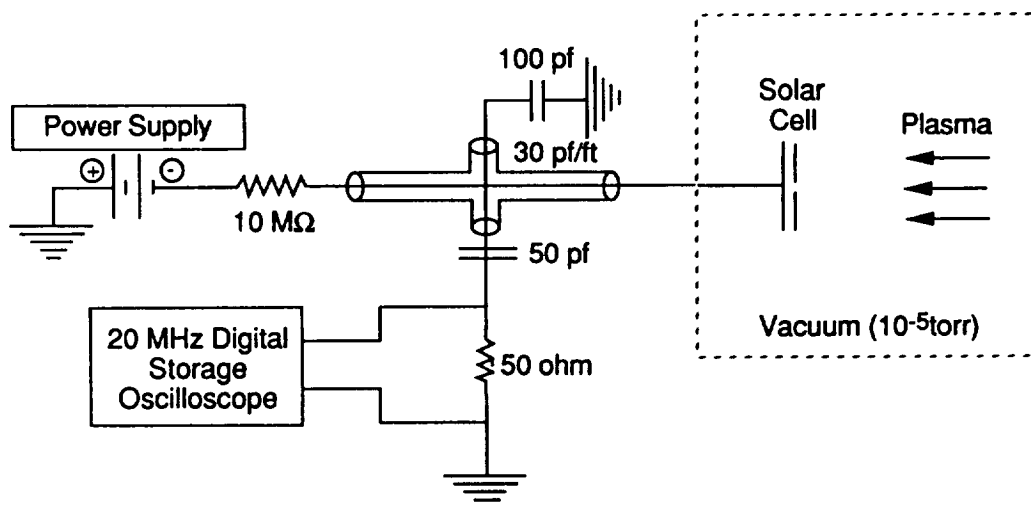 100 pf
Solar
Cell
Plasma
Power Supply
+
-
30 pf/ft
10 MΩ
50 pf
20 MHz Digital
Storage
Oscilloscope
50 ohm
Vacuum (10-5torr)